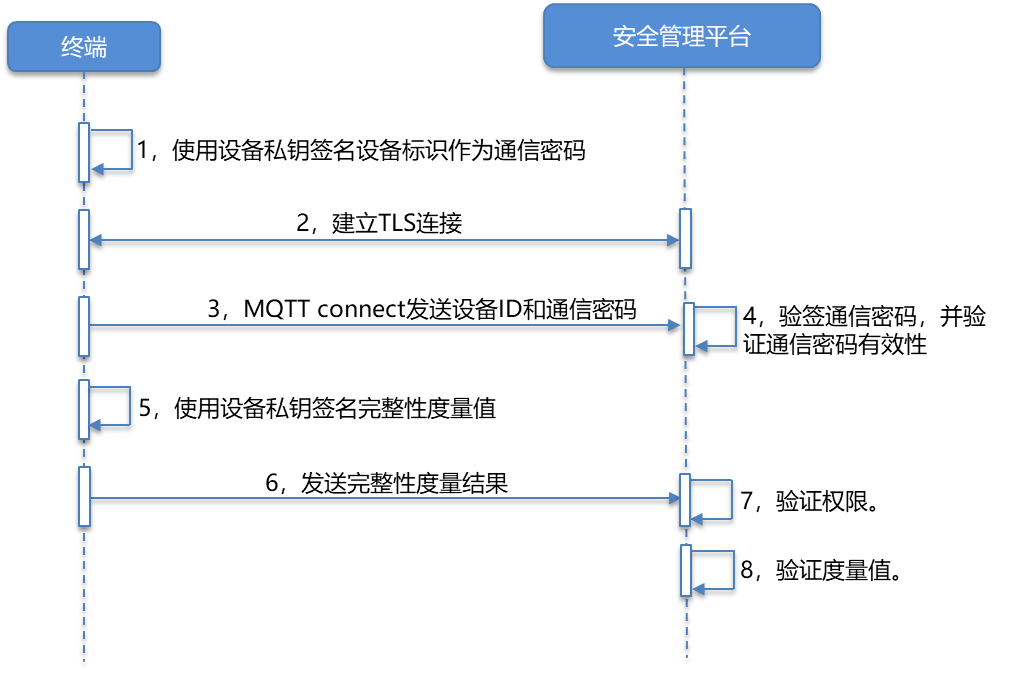 终端
安全管理平台
1，使用设备私钥签名设备标识作为通信密码
2，建立TLS连接
3，MQTT connect发送设备ID和通信密码
4，验签通信密码，并验
证通信密码有效性
5，使用设备私钥签名完整性度量值
6，发送完整性度量结果
7，验证权限。
8，验证度量值。